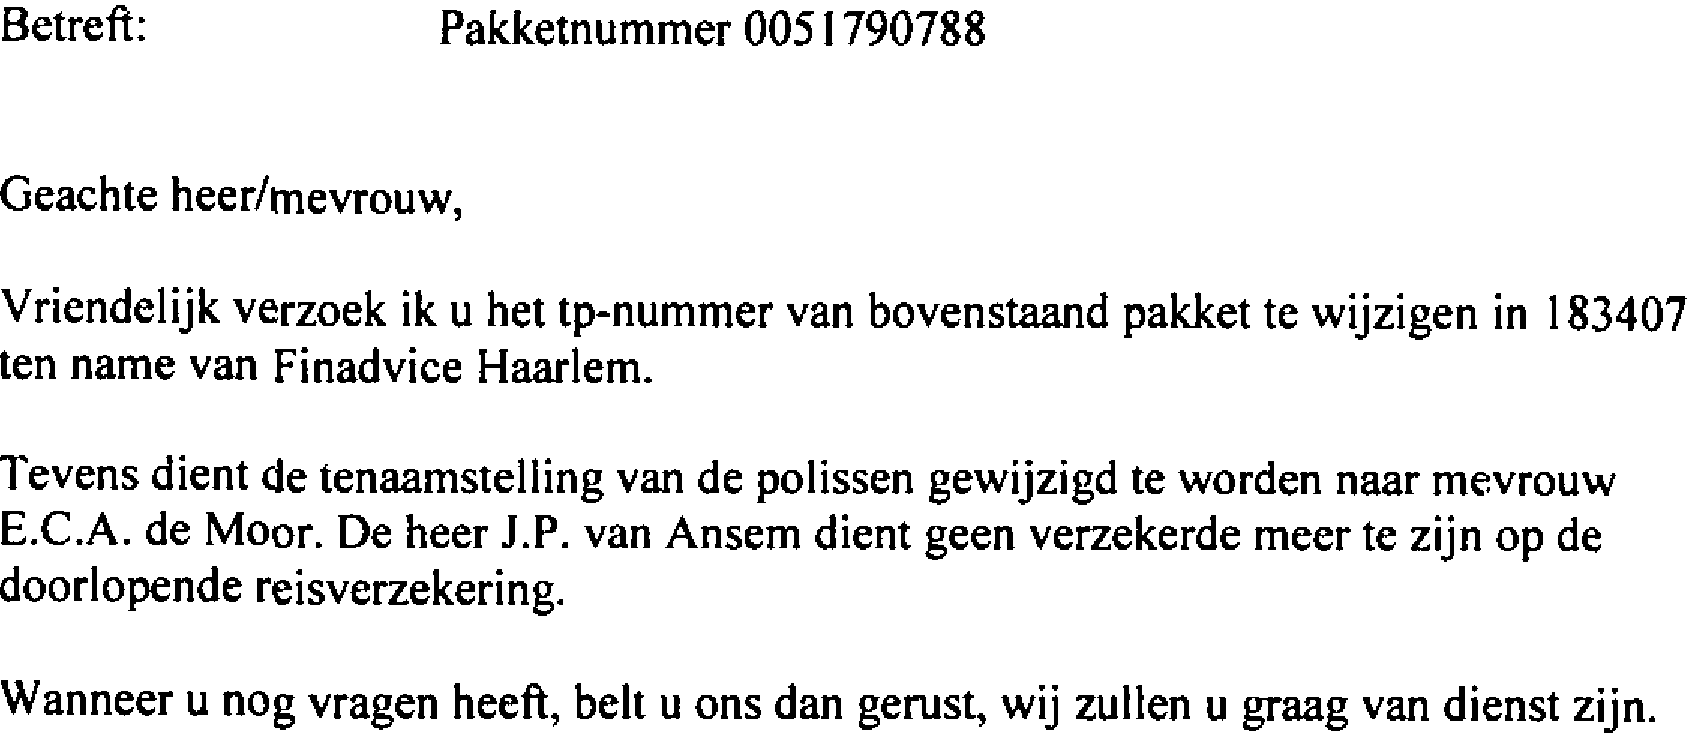 Betreft: Pakketnummer 0051790788
Geachte heer/mevrouw,
Vriendelijk verzoek ik u het tp-nummer van bovenstaand pakket te wijzigen in 183407
ten name van Finadvice Haarlem.
Tevens dient de tenaamstelling van de polissen gewijzigd te worden naar mevrouw
E.C.A. de Moor. De heer J.P. van Ansem dient geen verzekerde meer te zijn op de
doorlopende reisverzekering.
Wanneer u nog vragen heeft, belt u ons dan gerust, wij zullen u graag van dienst zijn.